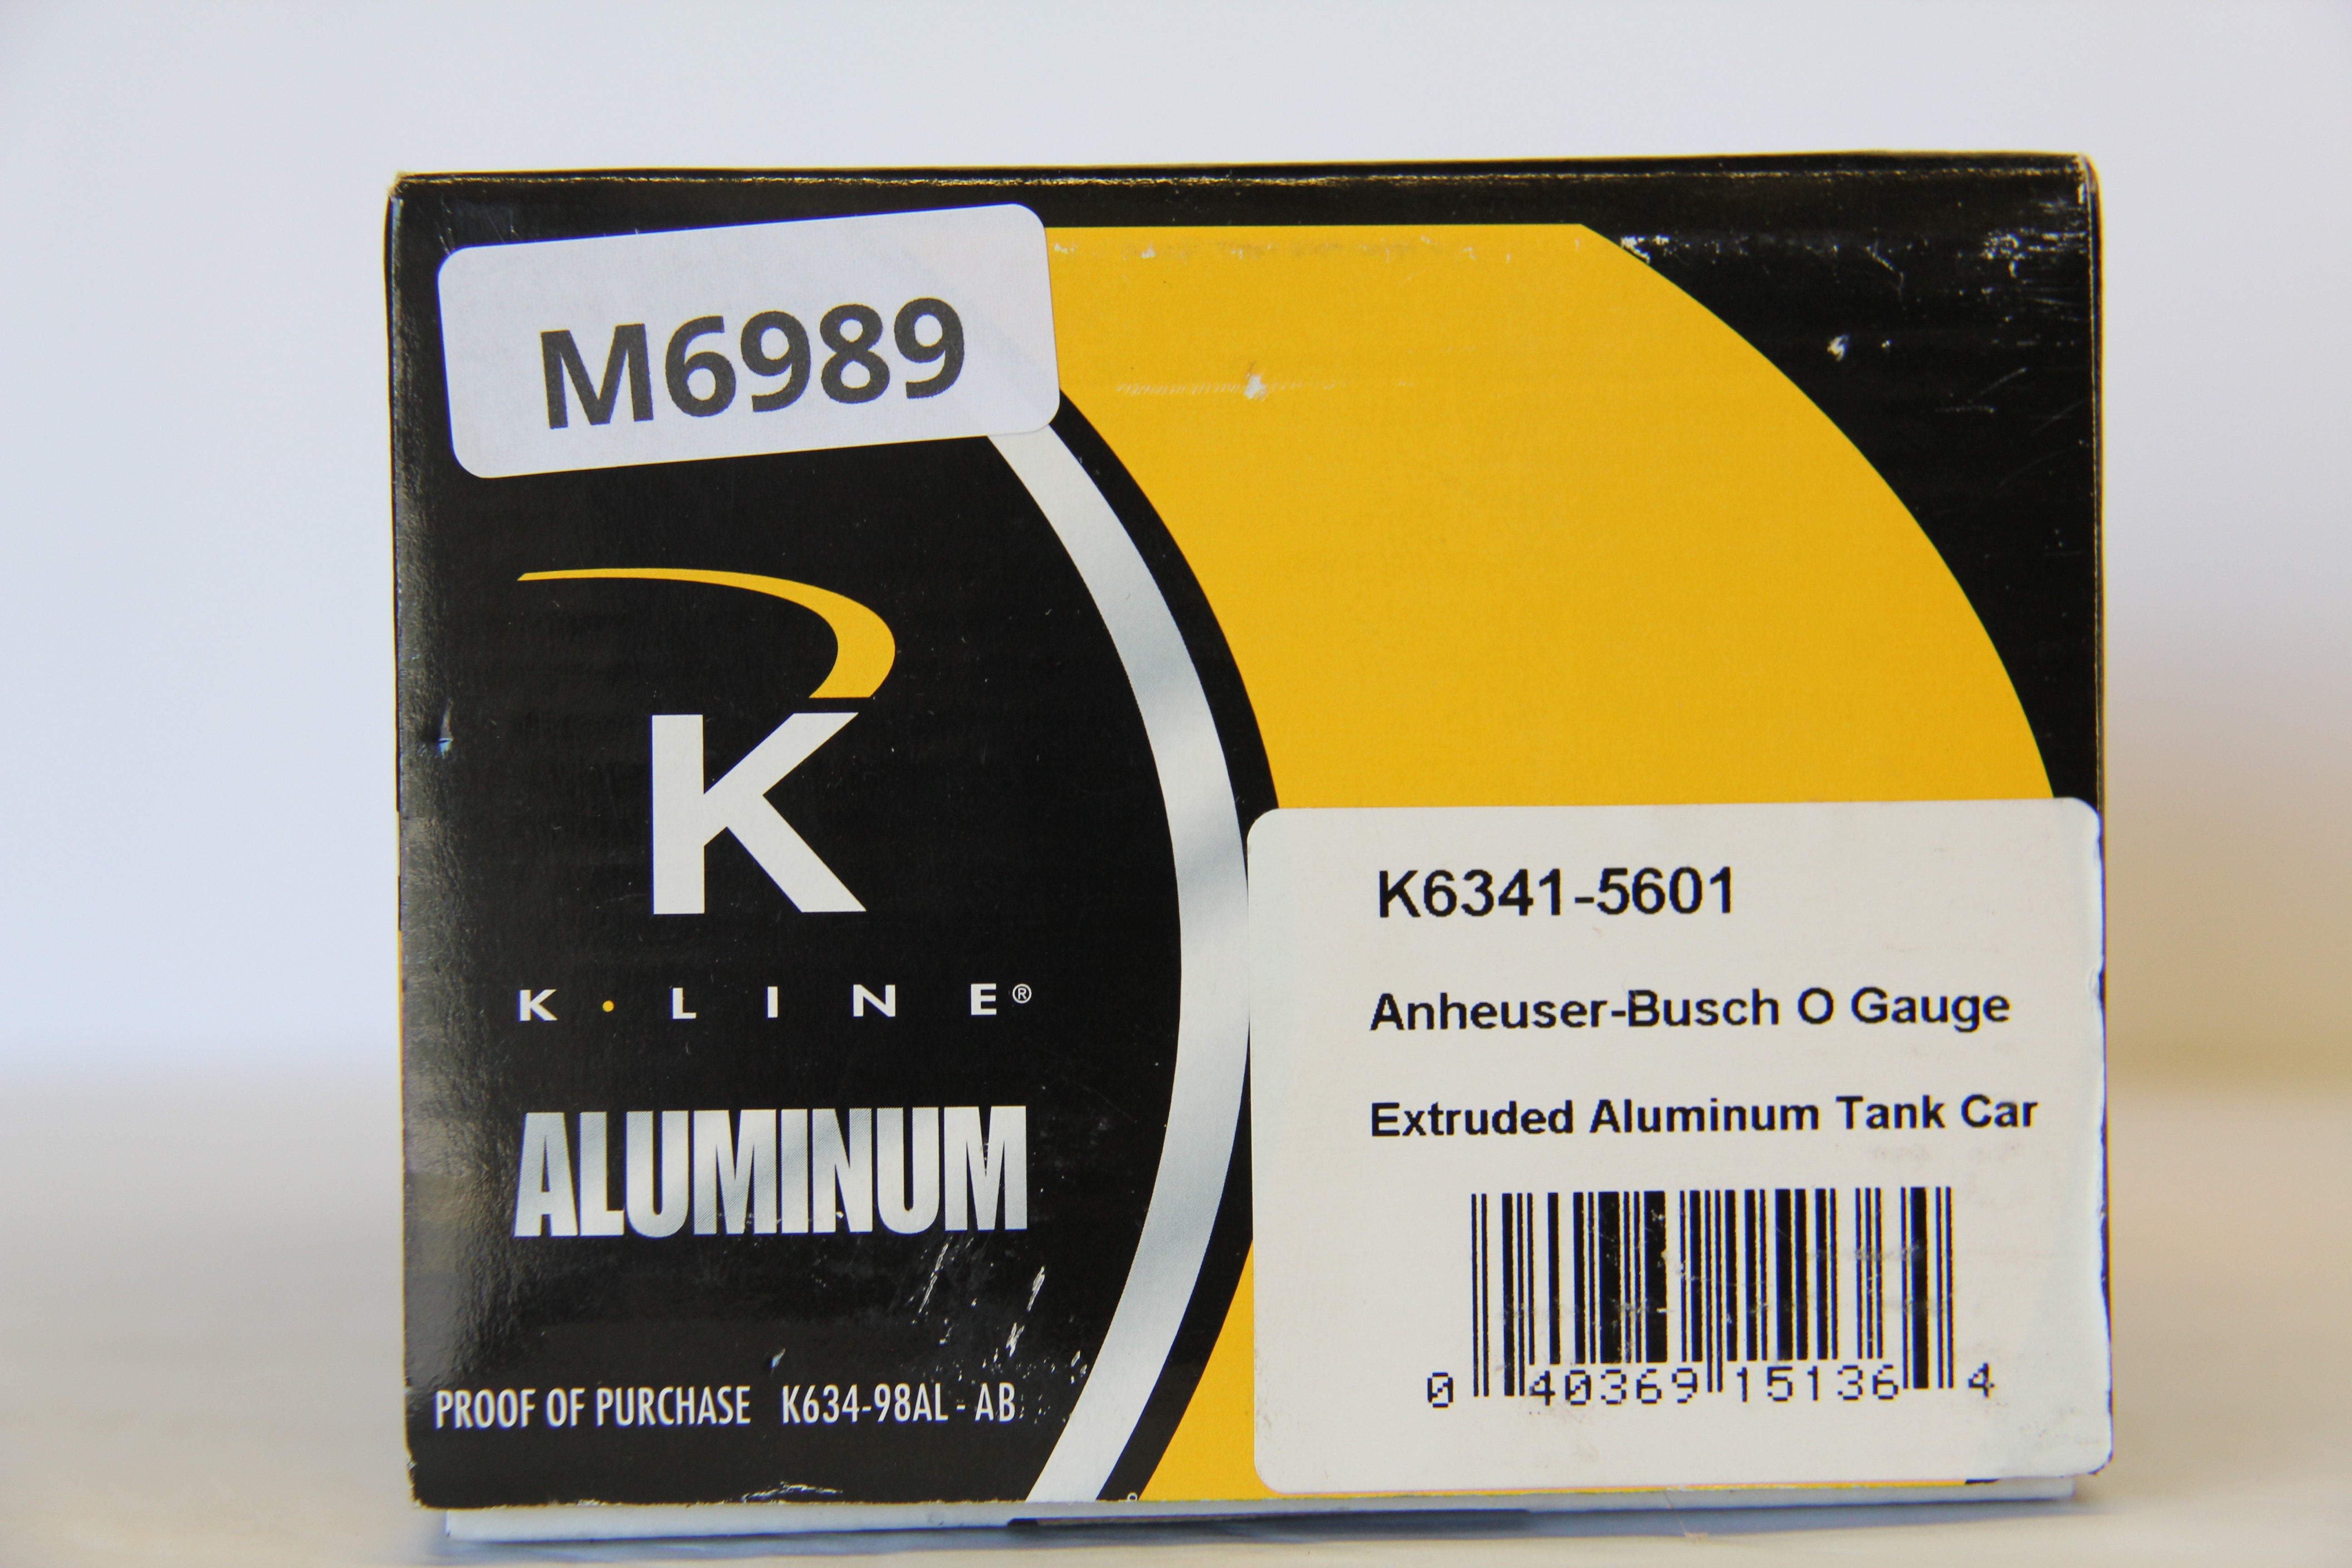 M6989
K
K·LINE®
ALUMINUM
PROOF OF PURCHASE K634-98AL - AB
K6341-5601
Anheuser-Busch O Gauge
Extruded Aluminum Tank Car
0 40369 15136 4